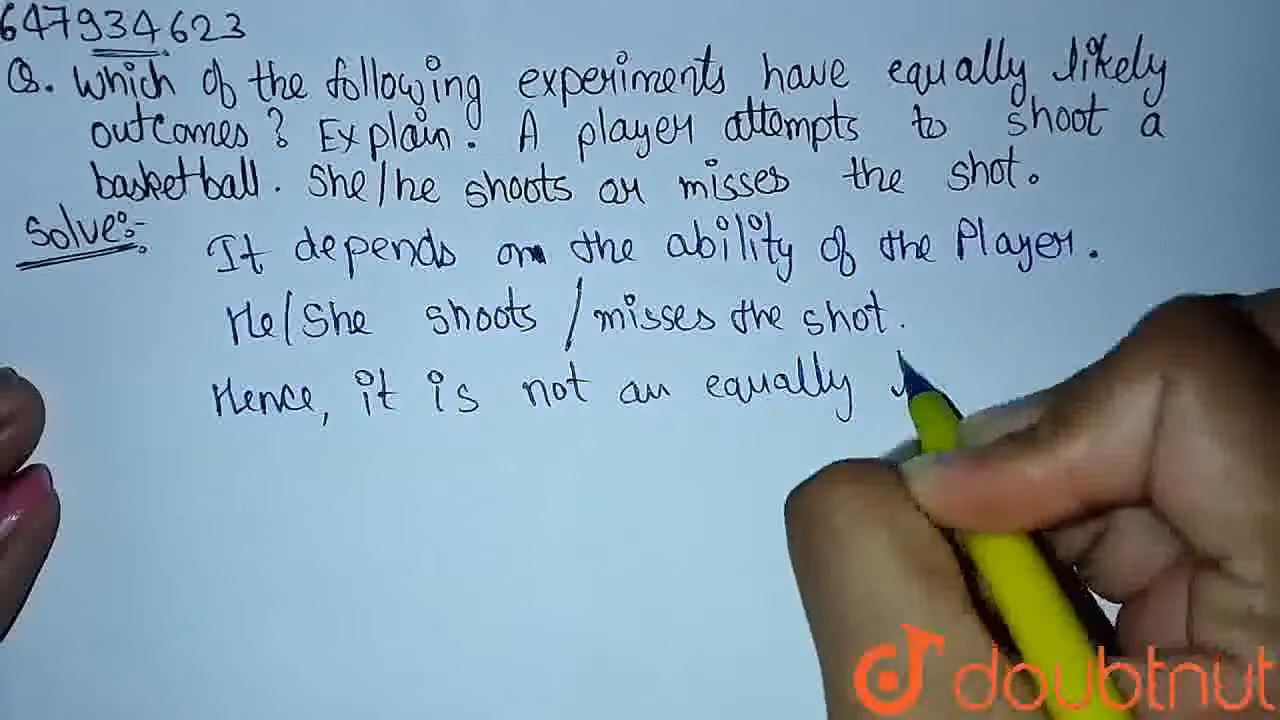 647934623
Q. Which of the following experiments have equally likely
outcomes? Explain. A player attempts to shoot a
basketball. She/he shoots or misses the shot.
Solve:-
It depends on the ability of the Player.
He/She shoots / misses the shot.
Hence, it is not an equally
doubtnut